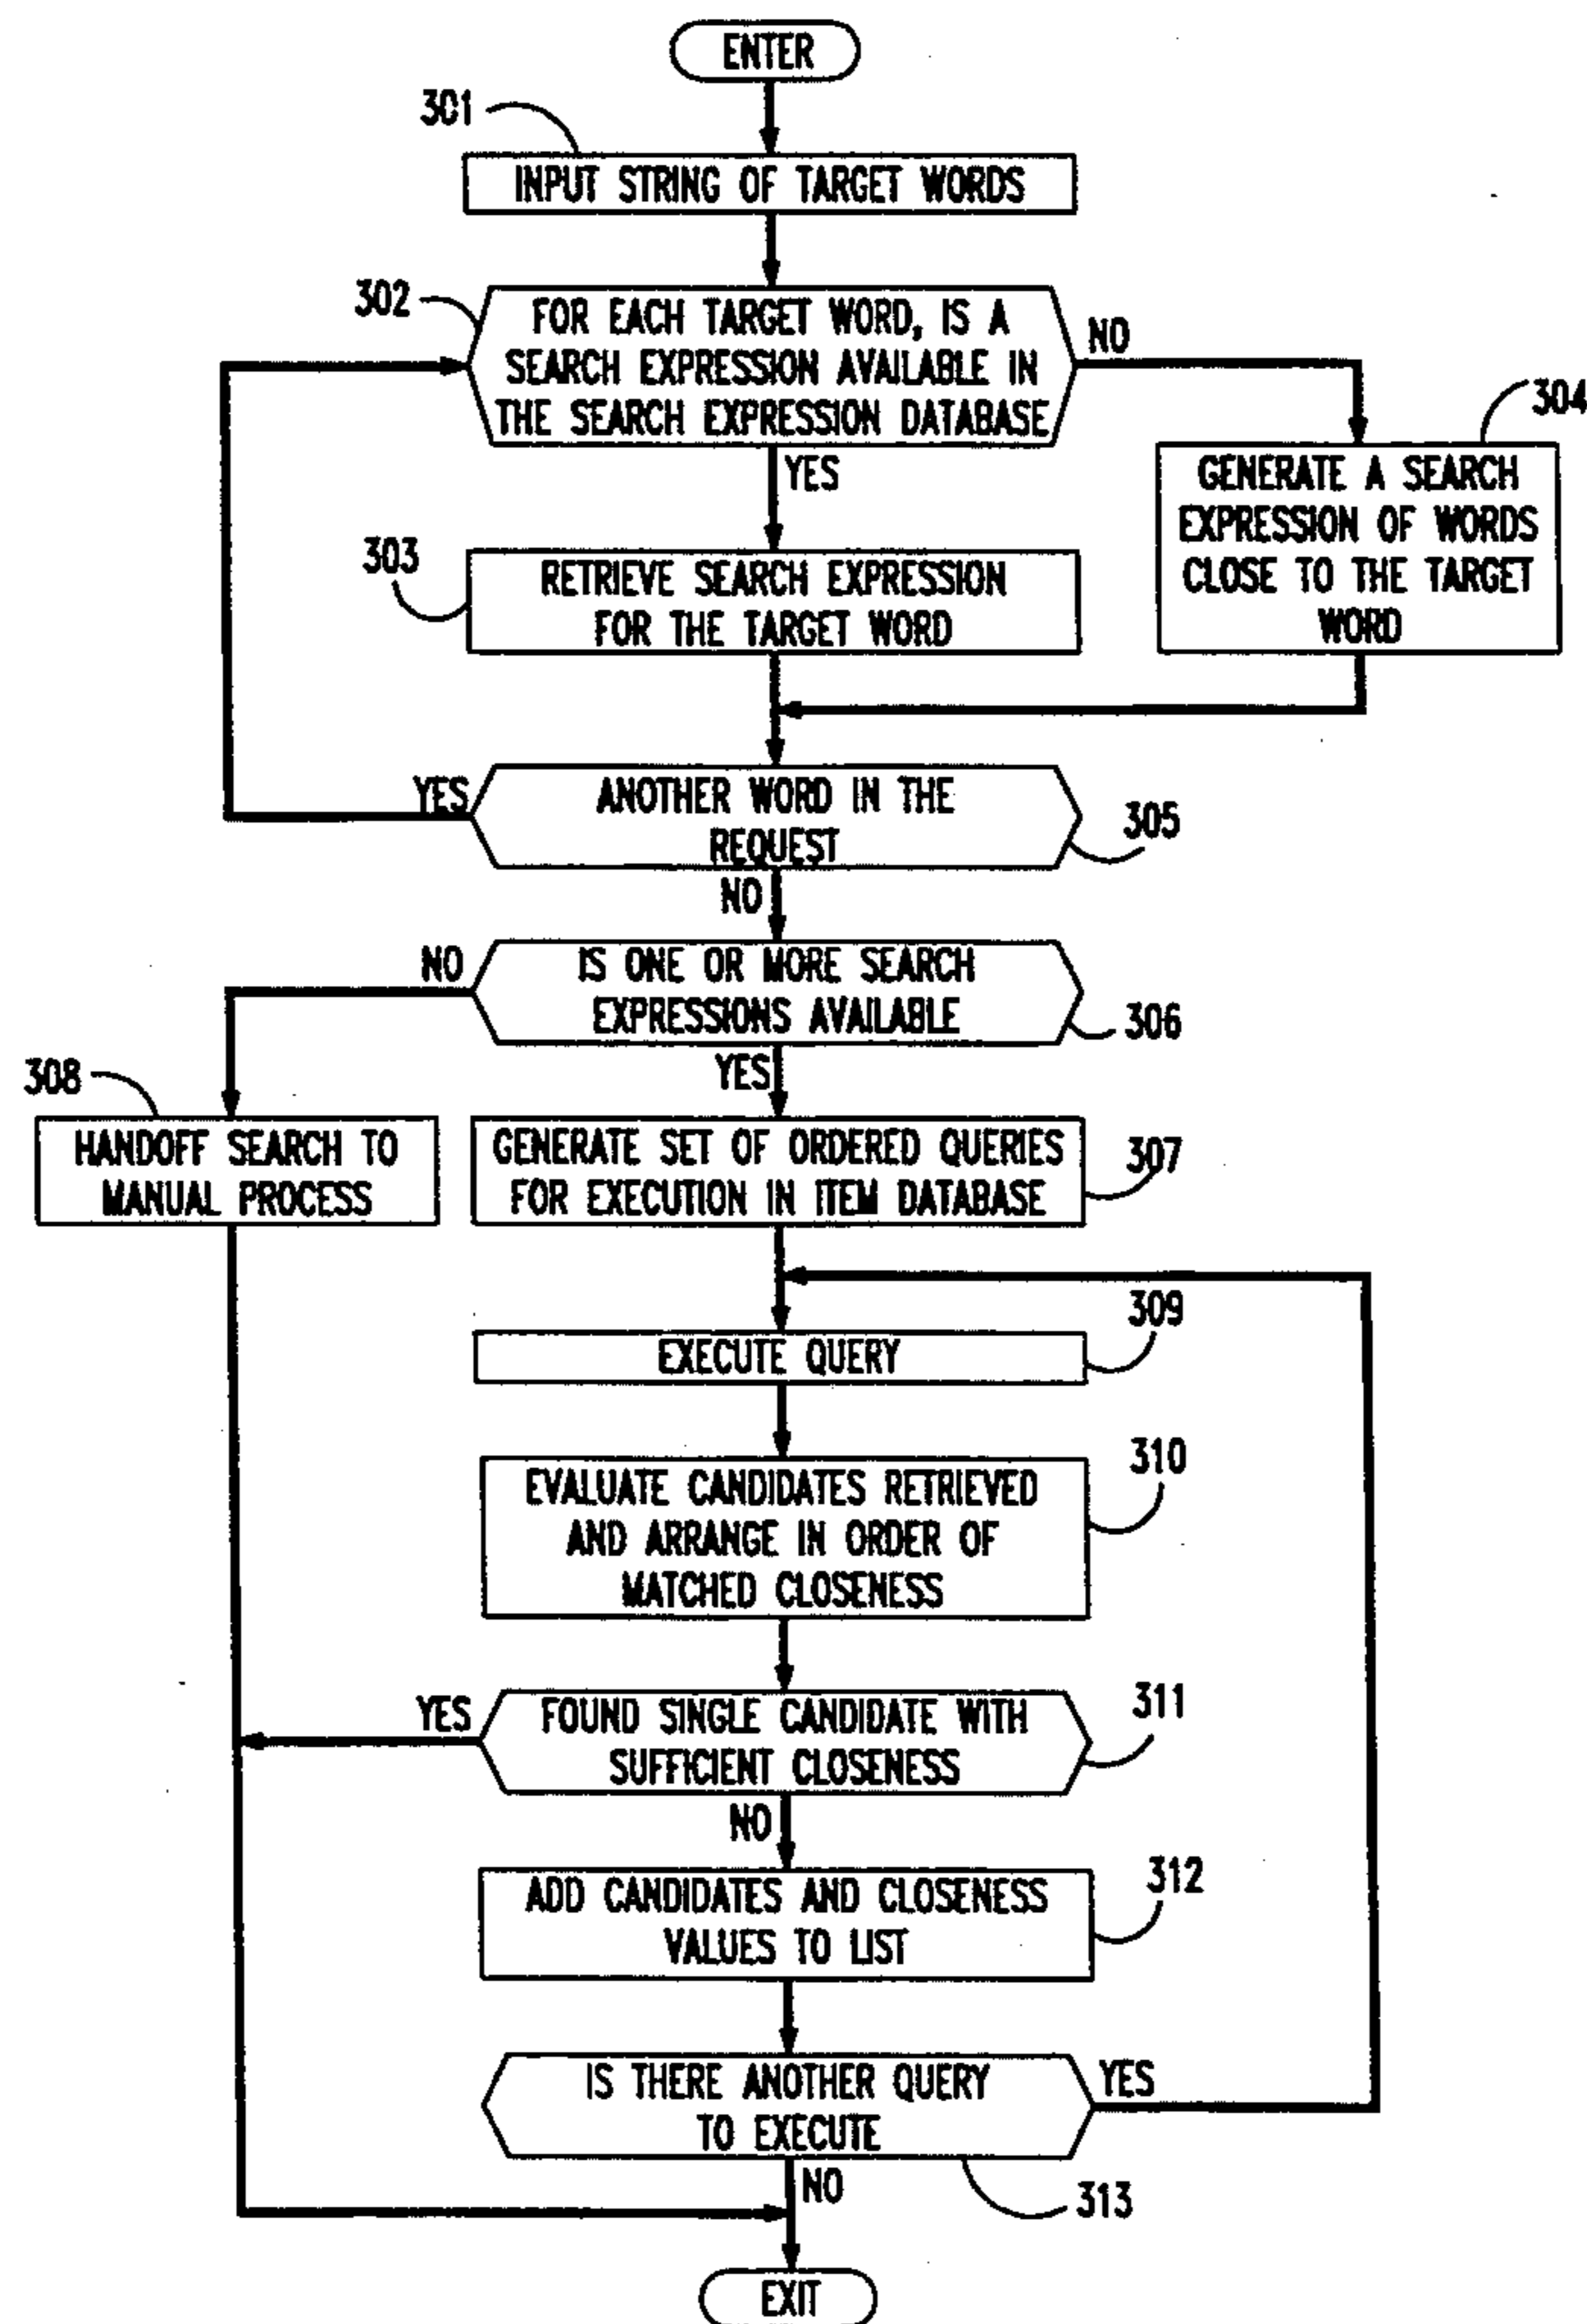 ENTER
301
INPUT STRING OF TARGET WORDS
302
FOR EACH TARGET WORD, IS A
SEARCH EXPRESSION AVAILABLE IN
THE SEARCH EXPRESSION DATABASE
NO
304
YES
GENERATE A SEARCH
EXPRESSION OF WORDS
CLOSE TO THE TARGET
WORD
303
RETRIEVE SEARCH EXPRESSION
FOR THE TARGET WORD
YES
ANOTHER WORD IN THE
REQUEST
305
NO
NO
IS ONE OR MORE SEARCH
EXPRESSIONS AVAILABLE
306
YES
308
HANDOFF SEARCH TO
MANUAL PROCESS
GENERATE SET OF ORDERED QUERIES
FOR EXECUTION IN ITEM DATABASE
307
309
EXECUTE QUERY
310
EVALUATE CANDIDATES RETRIEVED
AND ARRANGE IN ORDER OF
MATCHED CLOSENESS
YES
FOUND SINGLE CANDIDATE WITH
SUFFICIENT CLOSENESS
311
NO
312
ADD CANDIDATES AND CLOSENESS
VALUES TO LIST
IS THERE ANOTHER QUERY
TO EXECUTE
YES
NO
313
EXIT